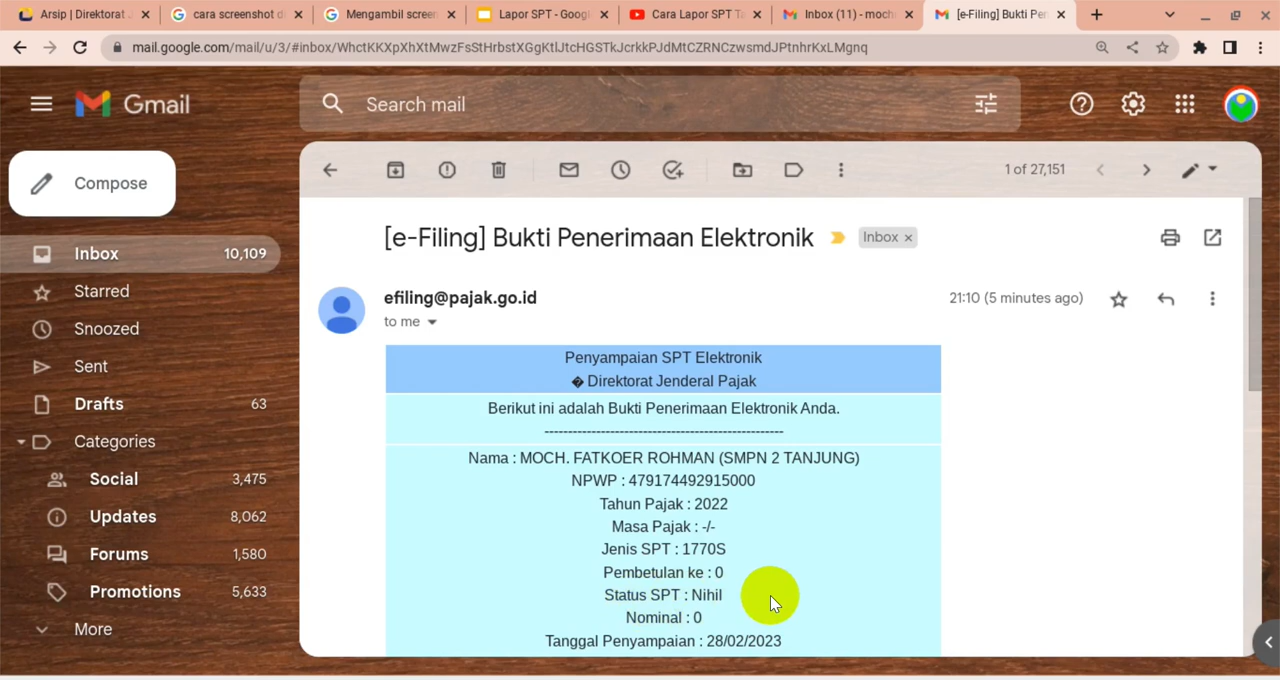 Arsip | Direktorat J
cara screenshot di
Mengambil screen
Lapor SPT - Googl
Cara Lapor SPT Ta
Inbox (11) - moch
[e-Filing] Bukti Pen
mail.google.com/mail/u/3/#inbox/WhctKKXpXhXtMwzFsStHrbstXGgKtlJtcHGSTkJcrkkPJdMtCZRNCzwsmdJPtnhrKxLMgnq
Gmail
Search mail
Compose
1 of 27,151
Inbox 10,109
Starred
Snoozed
Sent
Drafts 63
Categories
Social 3,475
Updates 8,062
Forums 1,580
Promotions 5,633
More
[e-Filing] Bukti Penerimaan Elektronik
Inbox ×
efiling@pajak.go.id
21:10 (5 minutes ago)
to me
Penyampaian SPT Elektronik
� Direktorat Jenderal Pajak
Berikut ini adalah Bukti Penerimaan Elektronik Anda.
---------------------------------------------------
Nama : MOCH. FATKOER ROHMAN (SMPN 2 TANJUNG)
NPWP : 479174492915000
Tahun Pajak : 2022
Masa Pajak : -/-
Jenis SPT : 1770S
Pembetulan ke : 0
Status SPT : Nihil
Nominal : 0
Tanggal Penyampaian : 28/02/2023